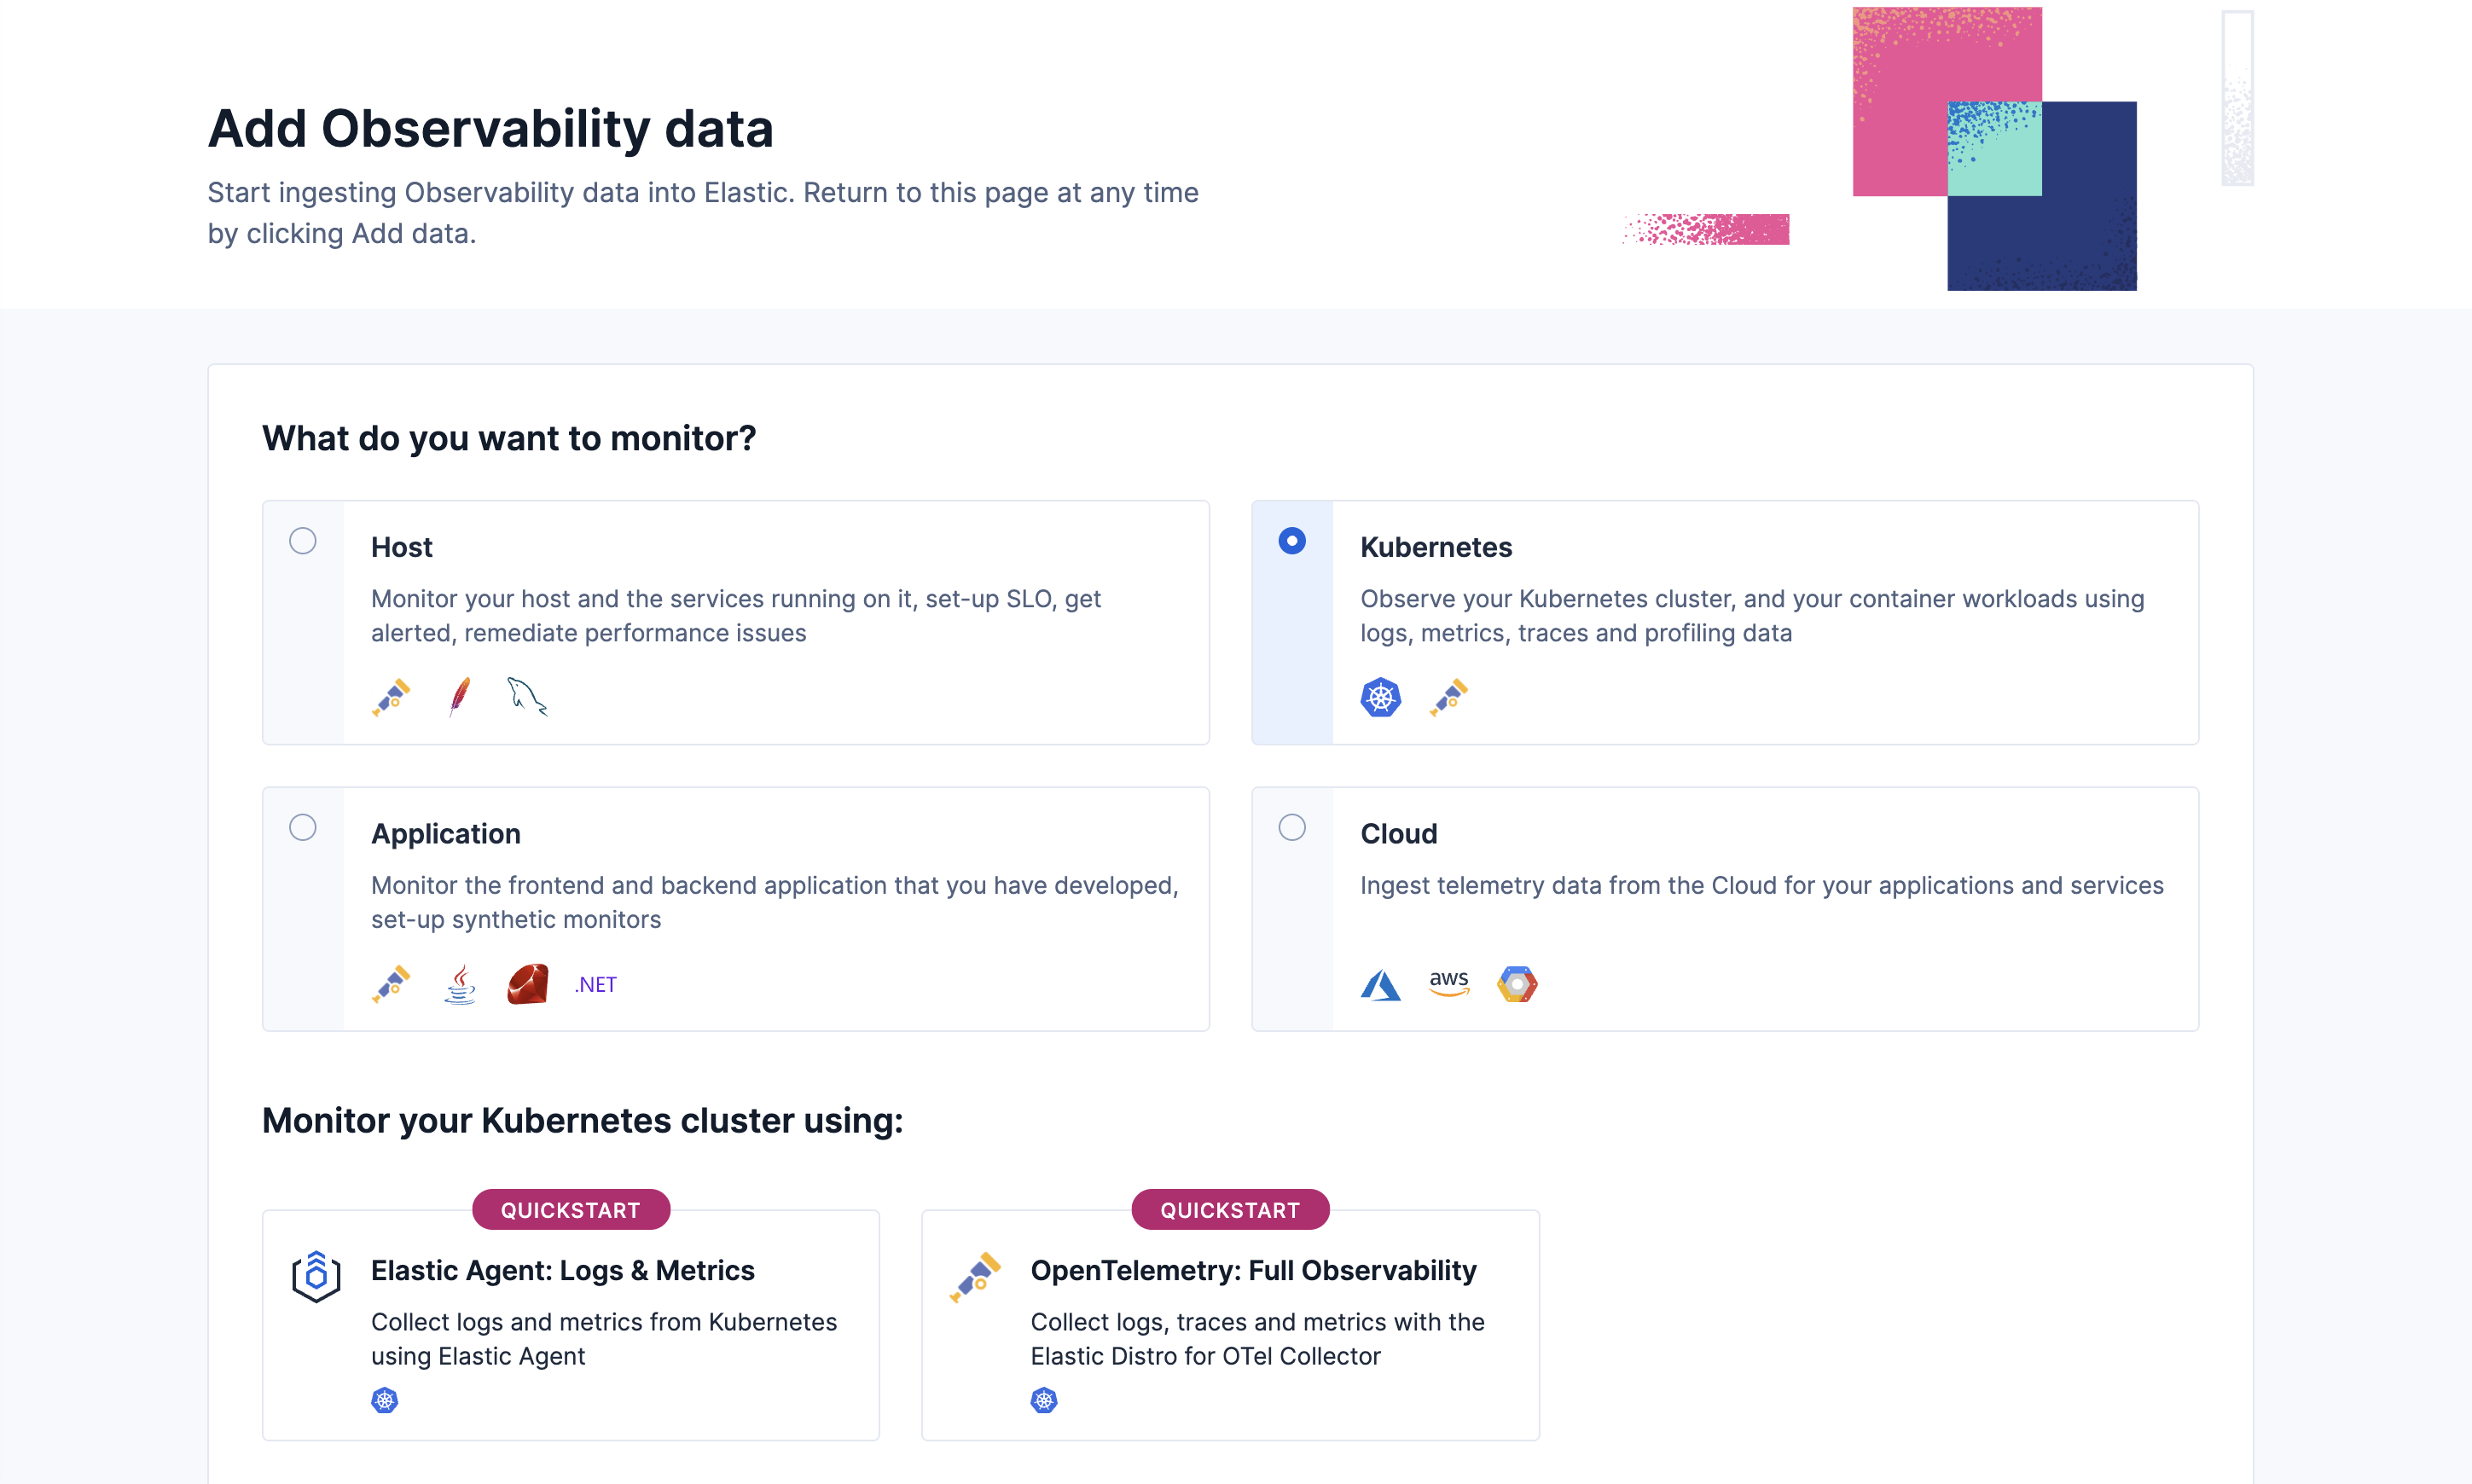 Add Observability data
Start ingesting Observability data into Elastic. Return to this page at any time
by clicking Add data.
What do you want to monitor?
Host
Monitor your host and the services running on it, set-up SLO, get
alerted, remediate performance issues
Kubernetes
Observe your Kubernetes cluster, and your container workloads using
logs, metrics, traces and profiling data
Application
Monitor the frontend and backend application that you have developed,
set-up synthetic monitors
.NET
Cloud
Ingest telemetry data from the Cloud for your applications and services
aws
Monitor your Kubernetes cluster using:
QUICKSTART
Elastic Agent: Logs & Metrics
Collect logs and metrics from Kubernetes
using Elastic Agent
QUICKSTART
OpenTelemetry: Full Observability
Collect logs, traces and metrics with the
Elastic Distro for OTel Collector